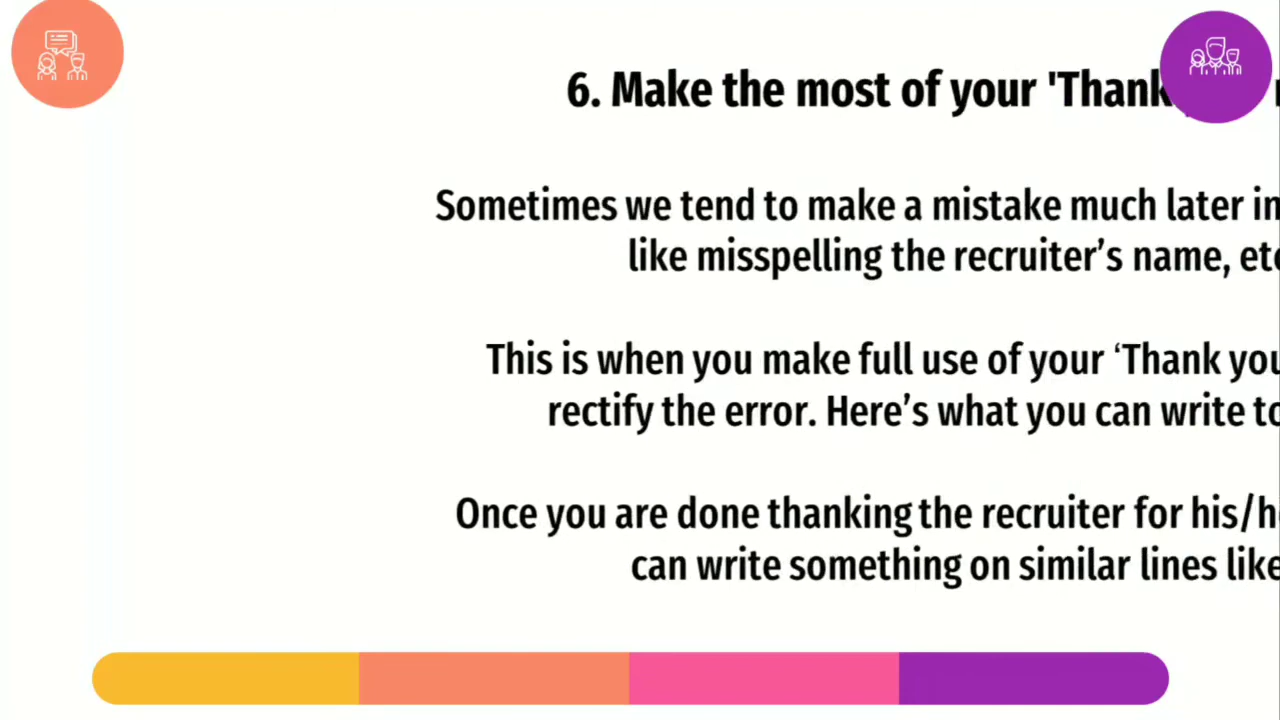 6. Make the most of your 'Thank
Sometimes we tend to make a mistake much later in
like misspelling the recruiter’s name, etc
This is when you make full use of your ‘Thank you
rectify the error. Here’s what you can write to
Once you are done thanking the recruiter for his/h
can write something on similar lines like